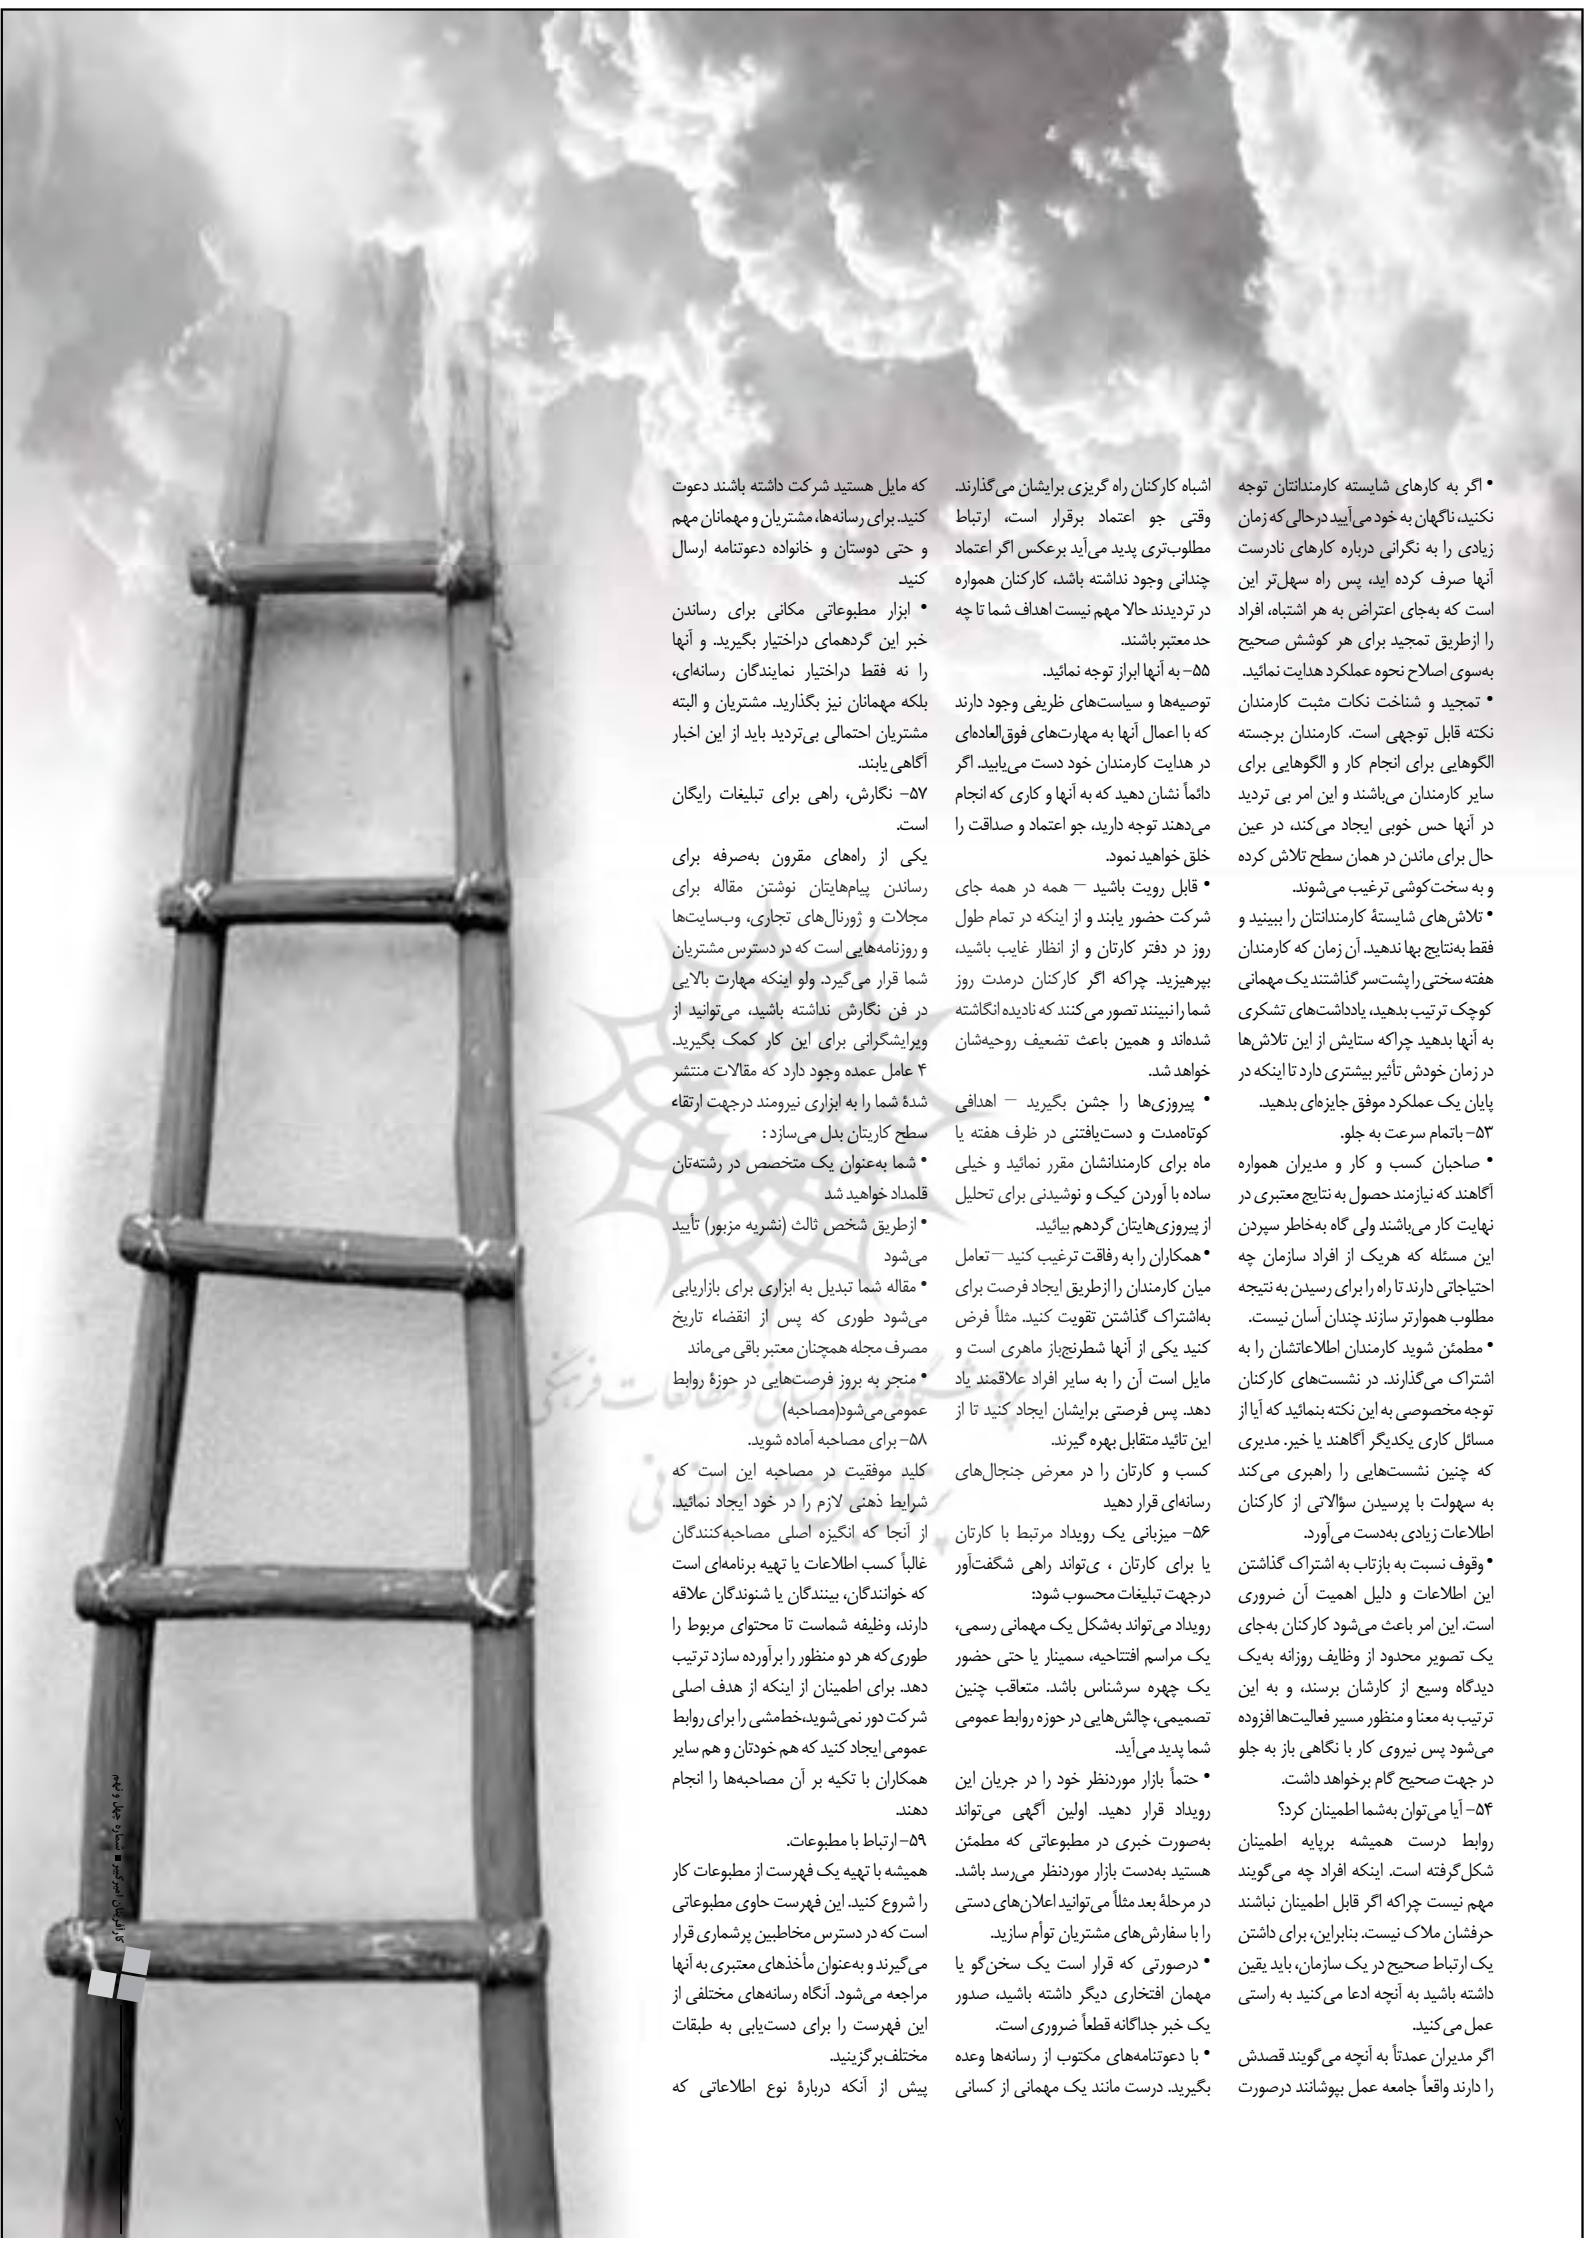 • اگر به کارهای شایسته کارمندانتان توجه
نکنید، ناگهان به خود می‌آیید درحالی‌که زمان
زیادی را به نگرانی درباره کارهای نادرست
آنها صرف کرده اید، پس راه سهل‌تر این
است که به‌جای اعتراض به هر اشتباه، افراد
را ازطریق تمجید برای هر کوشش صحیح
به‌سوی اصلاح نحوه عملکرد هدایت نمائید.
• تمجید و شناخت نکات مثبت کارمندان
نکته قابل توجهی است. کارمندان برجسته
الگوهایی برای انجام کار و الگوهایی برای
سایر کارمندان می‌باشند و این امر بی تردید
در آنها حس خوبی ایجاد می‌کند، در عین
حال برای ماندن در همان سطح تلاش کرده
و به سخت‌کوشی ترغیب می‌شوند.
• تلاش‌های شایستهٔ کارمندانتان را ببینید و
فقط به‌نتایج بها ندهید. آن زمان که کارمندان
هفته سختی را پشت‌سر گذاشتند یک مهمانی
کوچک ترتیب بدهید، یادداشت‌های تشکری
به آنها بدهید چراکه ستایش از این تلاش‌ها
در زمان خودش تأثیر بیشتری دارد تا اینکه در
پایان یک عملکرد موفق جایزه‌ای بدهید.
۵۳- باتمام سرعت به جلو.
• صاحبان کسب و کار و مدیران همواره
آگاهند که نیازمند حصول به نتایج معتبری در
نهایت کار می‌باشند ولی گاه به‌خاطر سپردن
این مسئله که هریک از افراد سازمان چه
احتیاجاتی دارند تا راه را برای رسیدن به نتیجه
مطلوب هموارتر سازند چندان آسان نیست.
• مطمئن شوید کارمندان اطلاعاتشان را به
اشتراک می‌گذارند. در نشست‌های کارکنان
توجه مخصوصی به این نکته بنمائید که آیا از
مسائل کاری یکدیگر آگاهند یا خیر. مدیری
که چنین نشست‌هایی را راهبری می‌کند
به سهولت با پرسیدن سؤالاتی از کارکنان
اطلاعات زیادی به‌دست می‌آورد.
• وقوف نسبت به بازتاب به اشتراک گذاشتن
این اطلاعات و دلیل اهمیت آن ضروری
است. این امر باعث می‌شود کارکنان به‌جای
یک تصویر محدود از وظایف روزانه به‌یک
دیدگاه وسیع از کارشان برسند، و به این
ترتیب به معنا و منظور مسیر فعالیت‌ها افزوده
می‌شود پس نیروی کار با نگاهی باز به جلو
در جهت صحیح گام برخواهد داشت.
۵۴- آیا می‌توان به‌شما اطمینان کرد؟
روابط درست همیشه برپایه اطمینان
شکل‌گرفته است. اینکه افراد چه می‌گویند
مهم نیست چراکه اگر قابل اطمینان نباشند
حرفشان ملاک نیست. بنابراین، برای داشتن
یک ارتباط صحیح در یک سازمان، باید یقین
داشته باشید به آنچه ادعا می‌کنید به راستی
عمل می‌کنید.
اگر مدیران عمدتاً به آنچه می‌گویند قصدش
را دارند واقعاً جامعه عمل بپوشانند درصورت
اشباه کارکنان راه گریزی برایشان می‌گذارند.
وقتی جو اعتماد برقرار است، ارتباط
مطلوب‌تری پدید می‌آید برعکس اگر اعتماد
چندانی وجود نداشته باشد، کارکنان همواره
در تردیدند حالا مهم نیست اهداف شما تا چه
حد معتبر باشند.
۵۵- به آنها ابراز توجه نمائید.
توصیه‌ها و سیاست‌های ظریفی وجود دارند
که با اعمال آنها به مهارت‌های فوق‌العاده‌ای
در هدایت کارمندان خود دست می‌یابید. اگر
دائماً نشان دهید که به آنها و کاری که انجام
می‌دهند توجه دارید، جو اعتماد و صداقت را
خلق خواهید نمود.
• قابل رویت باشید – همه در همه جای
شرکت حضور یابند و از اینکه در تمام طول
روز در دفتر کارتان و از انظار غایب باشید،
بپرهیزید. چراکه اگر کارکنان درمدت روز
شما را نبینند تصور می‌کنند که نادیده انگاشته
شده‌اند و همین باعث تضعیف روحیه‌شان
خواهد شد.
• پیروزی‌ها را جشن بگیرید – اهدافی
کوتاه‌مدت و دست‌یافتنی در ظرف هفته یا
ماه برای کارمندانشان مقرر نمائید و خیلی
ساده با آوردن کیک و نوشیدنی برای تحلیل
از پیروزی‌هایتان گردهم بیائید.
• همکاران را به رفاقت ترغیب کنید – تعامل
میان کارمندان را ازطریق ایجاد فرصت برای
به‌اشتراک گذاشتن تقویت کنید. مثلاً فرض
کنید یکی از آنها شطرنج‌باز ماهری است و
مایل است آن را به سایر افراد علاقمند یاد
دهد. پس فرصتی برایشان ایجاد کنید تا از
این تائید متقابل بهره گیرند.
کسب و کارتان را در معرض جنجال‌های
رسانه‌ای قرار دهید
۵۶- میزبانی یک رویداد مرتبط با کارتان
یا برای کارتان ، ی‌تواند راهی شگفت‌آور
درجهت تبلیغات محسوب شود:
رویداد می‌تواند به‌شکل یک مهمانی رسمی،
یک مراسم افتتاحیه، سمینار یا حتی حضور
یک چهره سرشناس باشد. متعاقب چنین
تصمیمی، چالش‌هایی در حوزه روابط عمومی
شما پدید می‌آید.
• حتماً بازار موردنظر خود را در جریان این
رویداد قرار دهید. اولین آگهی می‌تواند
به‌صورت خبری در مطبوعاتی که مطمئن
هستید به‌دست بازار موردنظر می‌رسد باشد.
در مرحلهٔ بعد مثلاً می‌توانید اعلان‌های دستی
را با سفارش‌های مشتریان توأم سازید.
• درصورتی که قرار است یک سخن‌گو یا
مهمان افتخاری دیگر داشته باشید، صدور
یک خبر جداگانه قطعاً ضروری است.
• با دعوتنامه‌های مکتوب از رسانه‌ها وعده
بگیرید. درست مانند یک مهمانی از کسانی
که مایل هستید شرکت داشته باشند دعوت
کنید. برای رسانه‌ها، مشتریان و مهمانان مهم
و حتی دوستان و خانواده دعوتنامه ارسال
کنید.
• ابزار مطبوعاتی مکانی برای رساندن
خبر این گردهمای دراختیار بگیرید. و آنها
را نه فقط دراختیار نمایندگان رسانه‌ای،
بلکه مهمانان نیز بگذارید. مشتریان و البته
مشتریان احتمالی بی‌تردید باید از این اخبار
آگاهی یابند.
۵۷- نگارش، راهی برای تبلیغات رایگان
است.
یکی از راه‌های مقرون به‌صرفه برای
رساندن پیام‌هایتان نوشتن مقاله برای
مجلات و ژورنال‌های تجاری، وب‌سایت‌ها
و روزنامه‌هایی است که در دسترس مشتریان
شما قرار می‌گیرد. ولو اینکه مهارت بالایی
در فن نگارش نداشته باشید، می‌توانید از
ویرایشگرانی برای این کار کمک بگیرید.
۴ عامل عمده وجود دارد که مقالات منتشر
شدهٔ شما را به ابزاری نیرومند درجهت ارتقاء
سطح کاریتان بدل می‌سازد :
• شما به‌عنوان یک متخصص در رشته‌تان
قلمداد خواهید شد
• ازطریق شخص ثالث (نشریه مزبور) تأیید
می‌شود
• مقاله شما تبدیل به ابزاری برای بازاریابی
می‌شود طوری که پس از انقضاء تاریخ
مصرف مجله همچنان معتبر باقی می‌ماند
• منجر به بروز فرصت‌هایی در حوزهٔ روابط
عمومی‌می‌شود(مصاحبه)
۵۸- برای مصاحبه آماده شوید.
کلید موفقیت در مصاحبه این است که
شرایط ذهنی لازم را در خود ایجاد نمائید.
از آنجا که انگیزه اصلی مصاحبه‌کنندگان
غالباً کسب اطلاعات یا تهیه برنامه‌ای است
که خوانندگان، بینندگان یا شنوندگان علاقه
دارند، وظیفه شماست تا محتوای مربوط را
طوری‌که هر دو منظور را برآورده سازد ترتیب
دهد. برای اطمینان از اینکه از هدف اصلی
شرکت دور نمی‌شوید،خط‌مشی را برای روابط
عمومی ایجاد کنید که هم خودتان و هم سایر
همکاران با تکیه بر آن مصاحبه‌ها را انجام
دهند.
۵۹- ارتباط با مطبوعات.
همیشه با تهیه یک فهرست از مطبوعات کار
را شروع کنید. این فهرست حاوی مطبوعاتی
است که در دسترس مخاطبین پرشماری قرار
می‌گیرند و به‌عنوان مأخذهای معتبری به آنها
مراجعه می‌شود. آنگاه رسانه‌های مختلفی از
این فهرست را برای دست‌یابی به طبقات
مختلف‌برگزینید.
پیش از آنکه دربارهٔ نوع اطلاعاتی که
کارآفرینان امیرکبیر ■ شماره چهل و نهم
پژوهشگاه علوم انسانی و مطالعات فرهنگی
پرتال جامع علوم انسانی